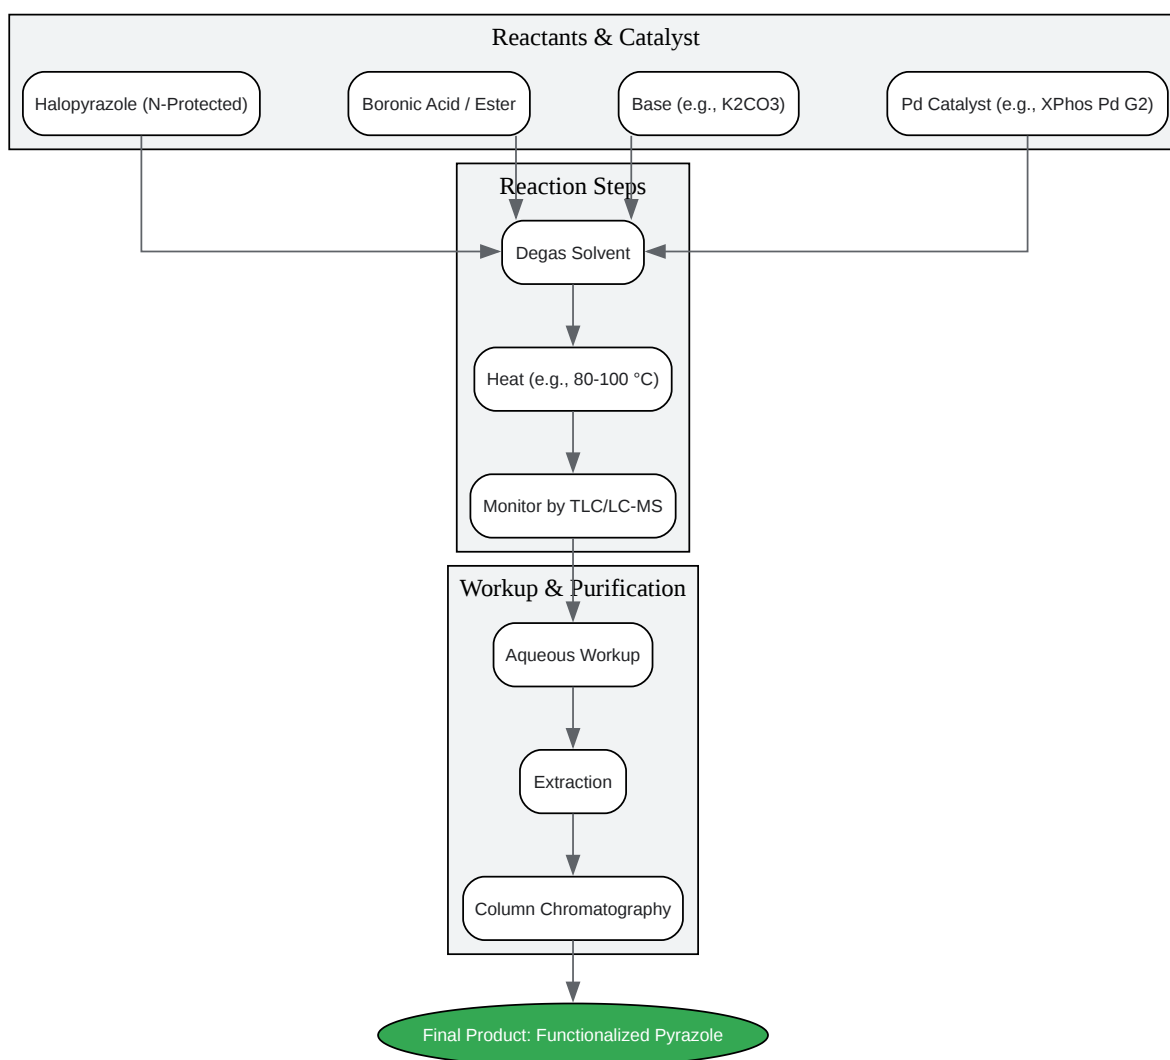 Reactants & Catalyst
Halopyrazole (N-Protected)
Boronic Acid / Ester
Base (e.g., K2CO3)
Pd Catalyst (e.g., XPhos Pd G2)
Reaction Steps
Degas Solvent
Heat (e.g., 80-100 °C)
Monitor by TLC/LC-MS
Workup & Purification
Aqueous Workup
Extraction
Column Chromatography
Final Product: Functionalized Pyrazole